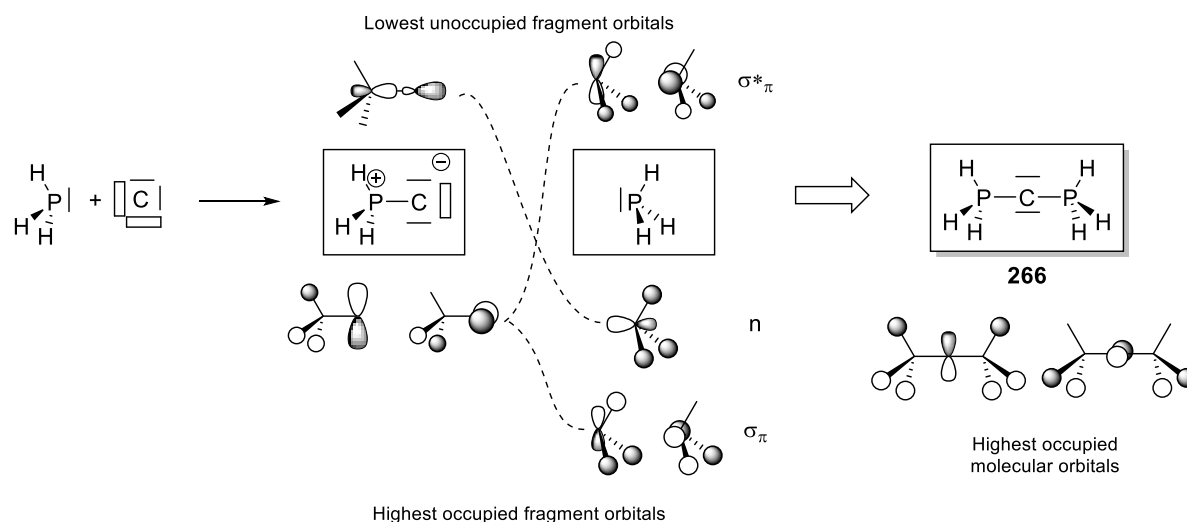 Lowest unoccupied fragment orbitals
σ*π
H
P
H
H
+
C
H
⊕
P
H
H
C
⊖
H
P
H
H
H
P
H
H
C
H
P
H
H
266
n
σπ
Highest occupied
molecular orbitals
Highest occupied fragment orbitals